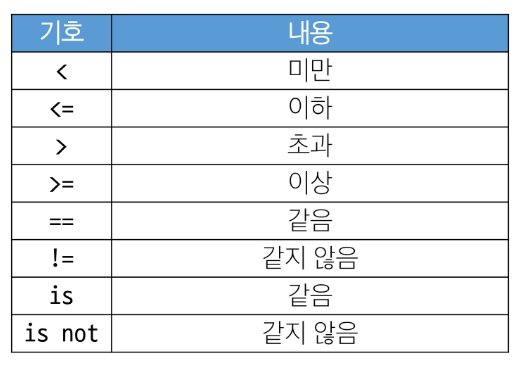 기호 내용
< 미만
<= 이하
> 초과
>= 이상
== 같음
!= 같지 않음
is 같음
is not 같지 않음